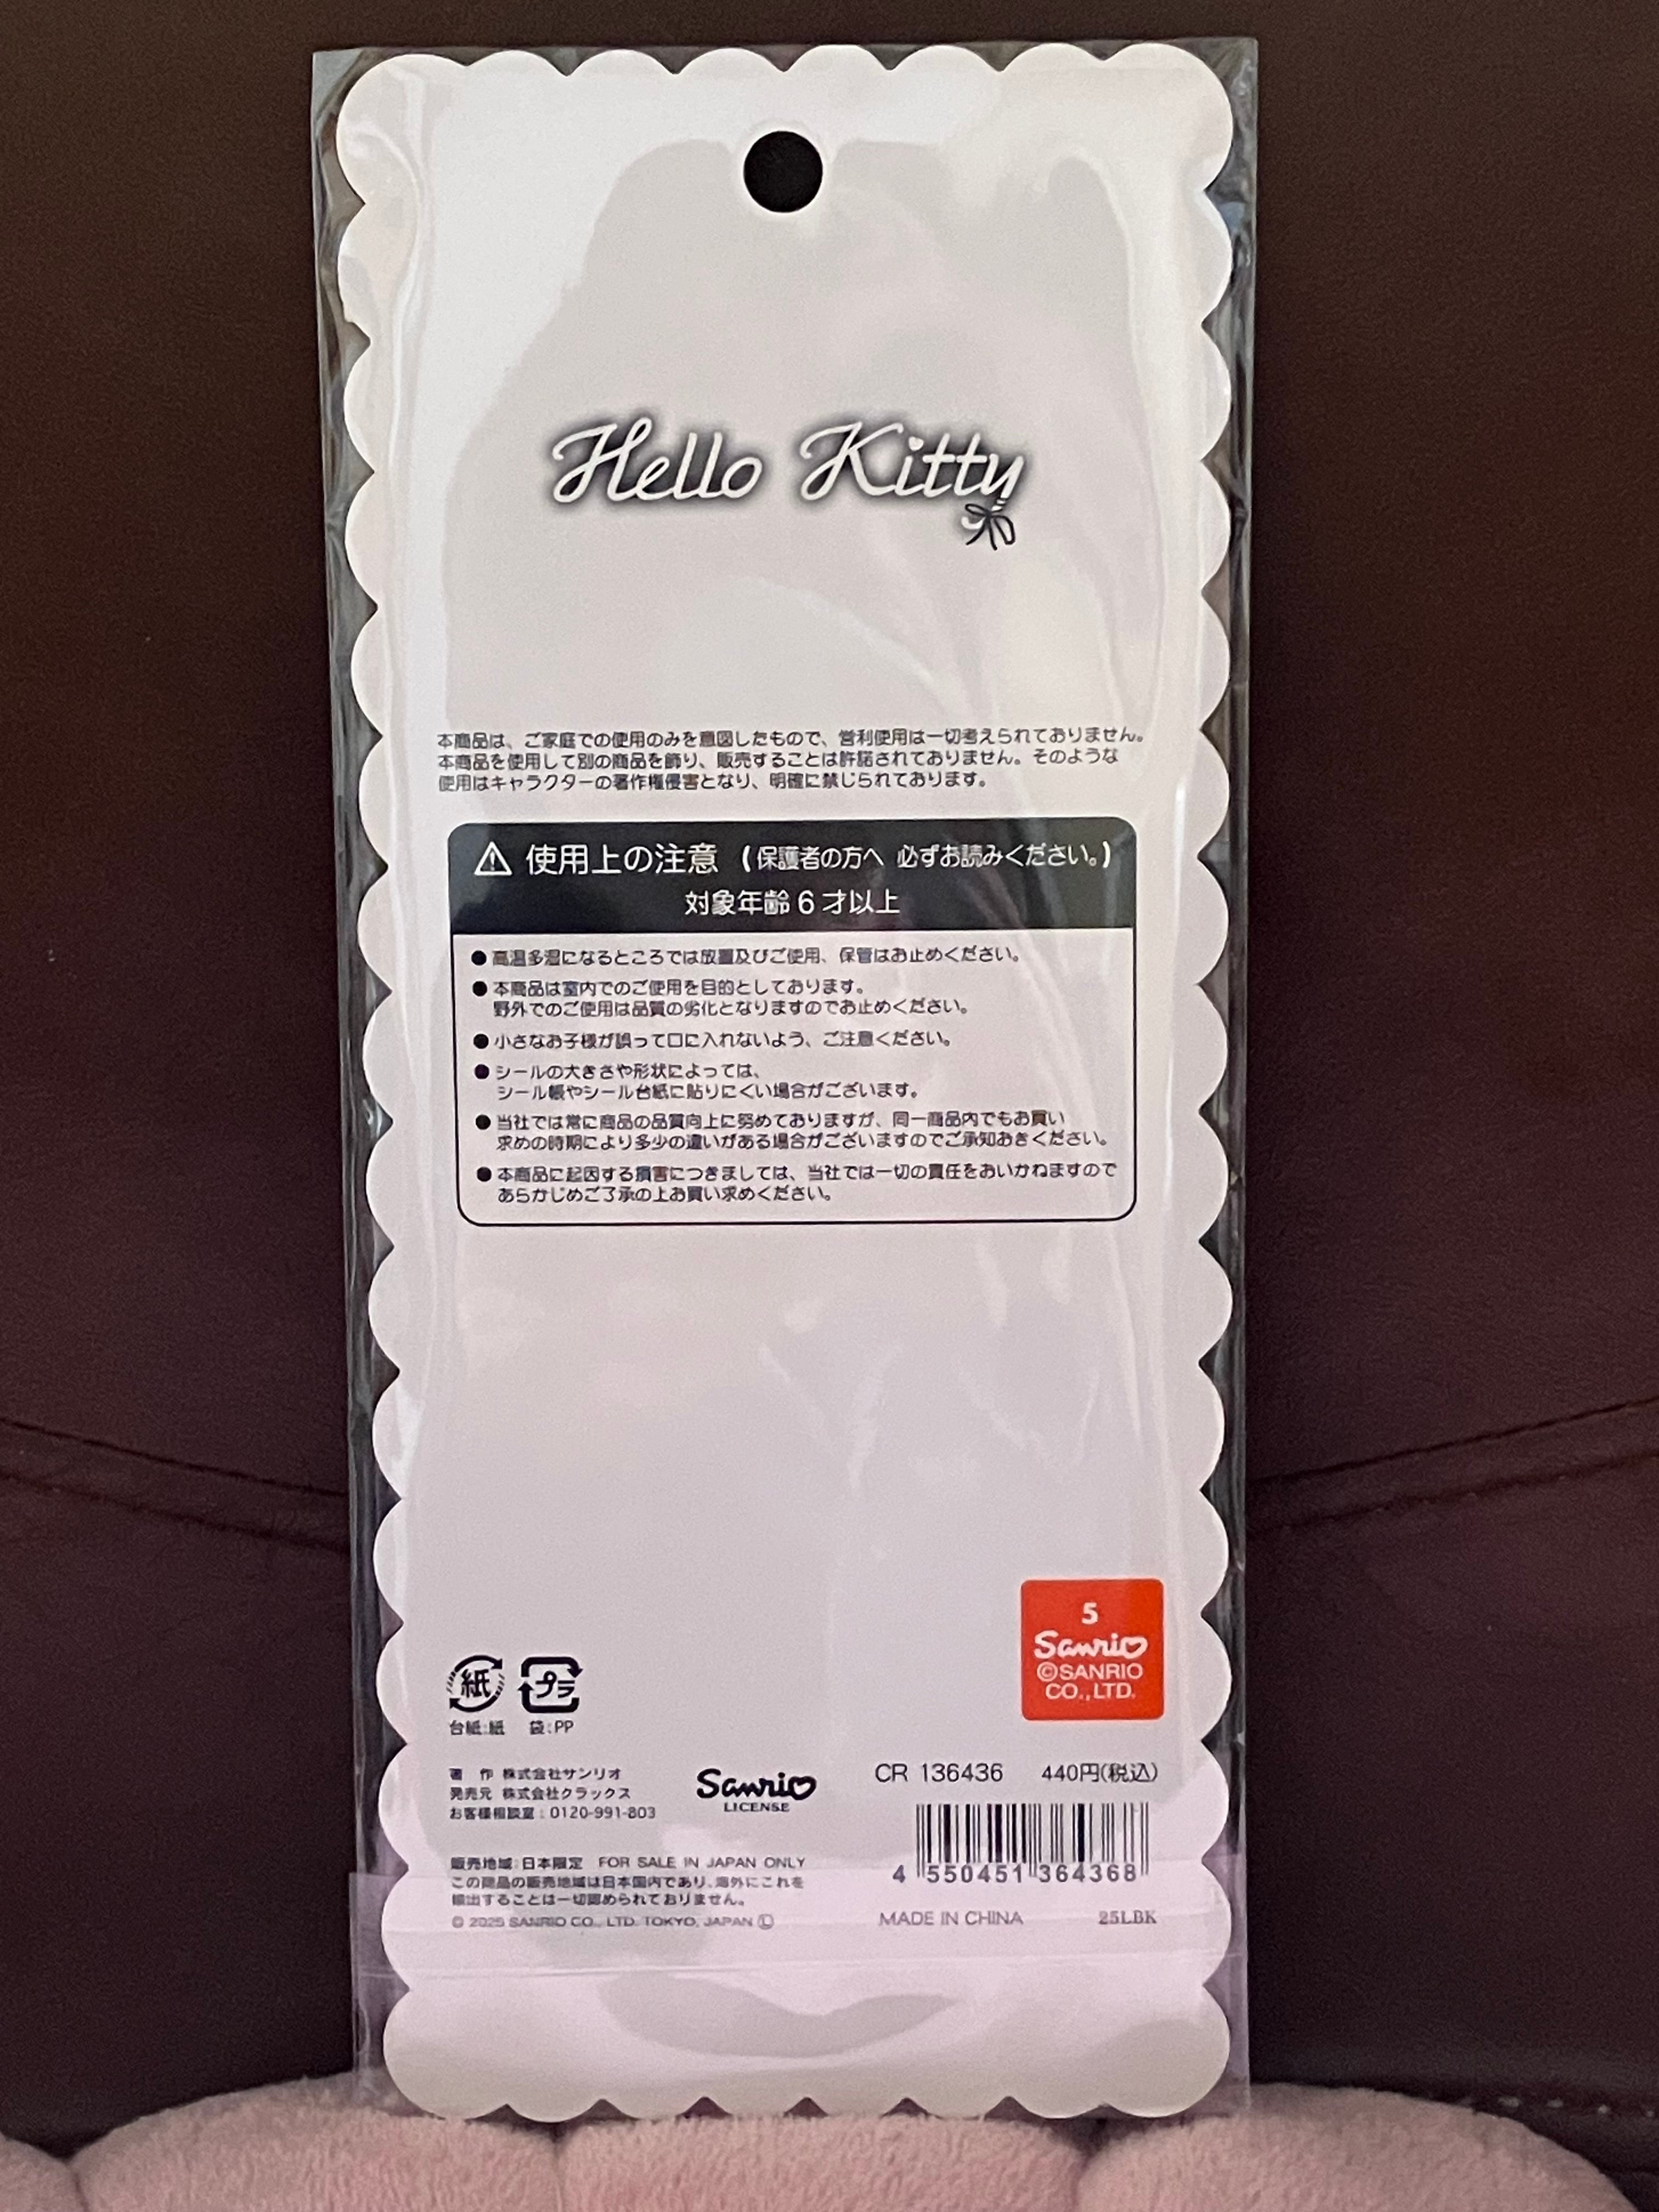 Hello Kitty
本商品は、ご家庭での使用のみを意図したもので、営利使用は一切考えられておりません。
本商品を使用して別の商品を飾り、販売することは許諾されておりません。そのような
使用はキャラクターの著作権侵害となり、明確に禁じられております。
使用上の注意 (保護者の方へ 必ずお読みください。)
対象年齢6才以上
●高温多湿になるところでは放置及びご使用、保管はお止めください。
●本商品は室内でのご使用を目的としております。
野外でのご使用は品質の劣化となりますのでお止めください。
●小さなお子様が誤って口に入れないよう、ご注意ください。
●シールの大きさや形状によっては、
シール帳やシール台紙に貼りにくい場合がございます。
●当社では常に商品の品質向上に努めておりますが、同一商品内でもお買い
求めの時期により多少の違いがある場合がございますのでご承知おきください。
●本商品に起因する損害につきましては、当社では一切の責任をおいかねますので
あらかじめご了承の上お買い求めください。
5
Sanrio
©SANRIO
CO.,LTD.
紙 プラ
台紙:紙 袋:PP
著 作 株式会社サンリオ
発売元 株式会社クラックス
お客様相談室:0120-991-803
Sanrio
LICENSE
CR 136436 440円(税込)
4 550451 364368
販売地域:日本限定 FOR SALE IN JAPAN ONLY
この商品の販売地域は日本国内であり、海外にこれを
輸出することは一切認められておりません。
© 2025 SANRIO CO., LTD. TOKYO, JAPAN Ⓛ
MADE IN CHINA 25LBK